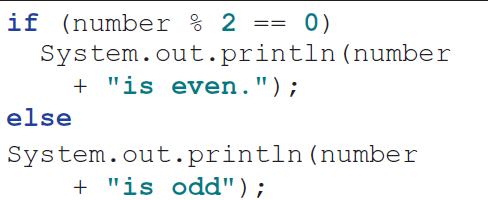 if (number % 2 == 0)
  System.out.println(number
    + "is even.");
else
System.out.println(number
    + "is odd");